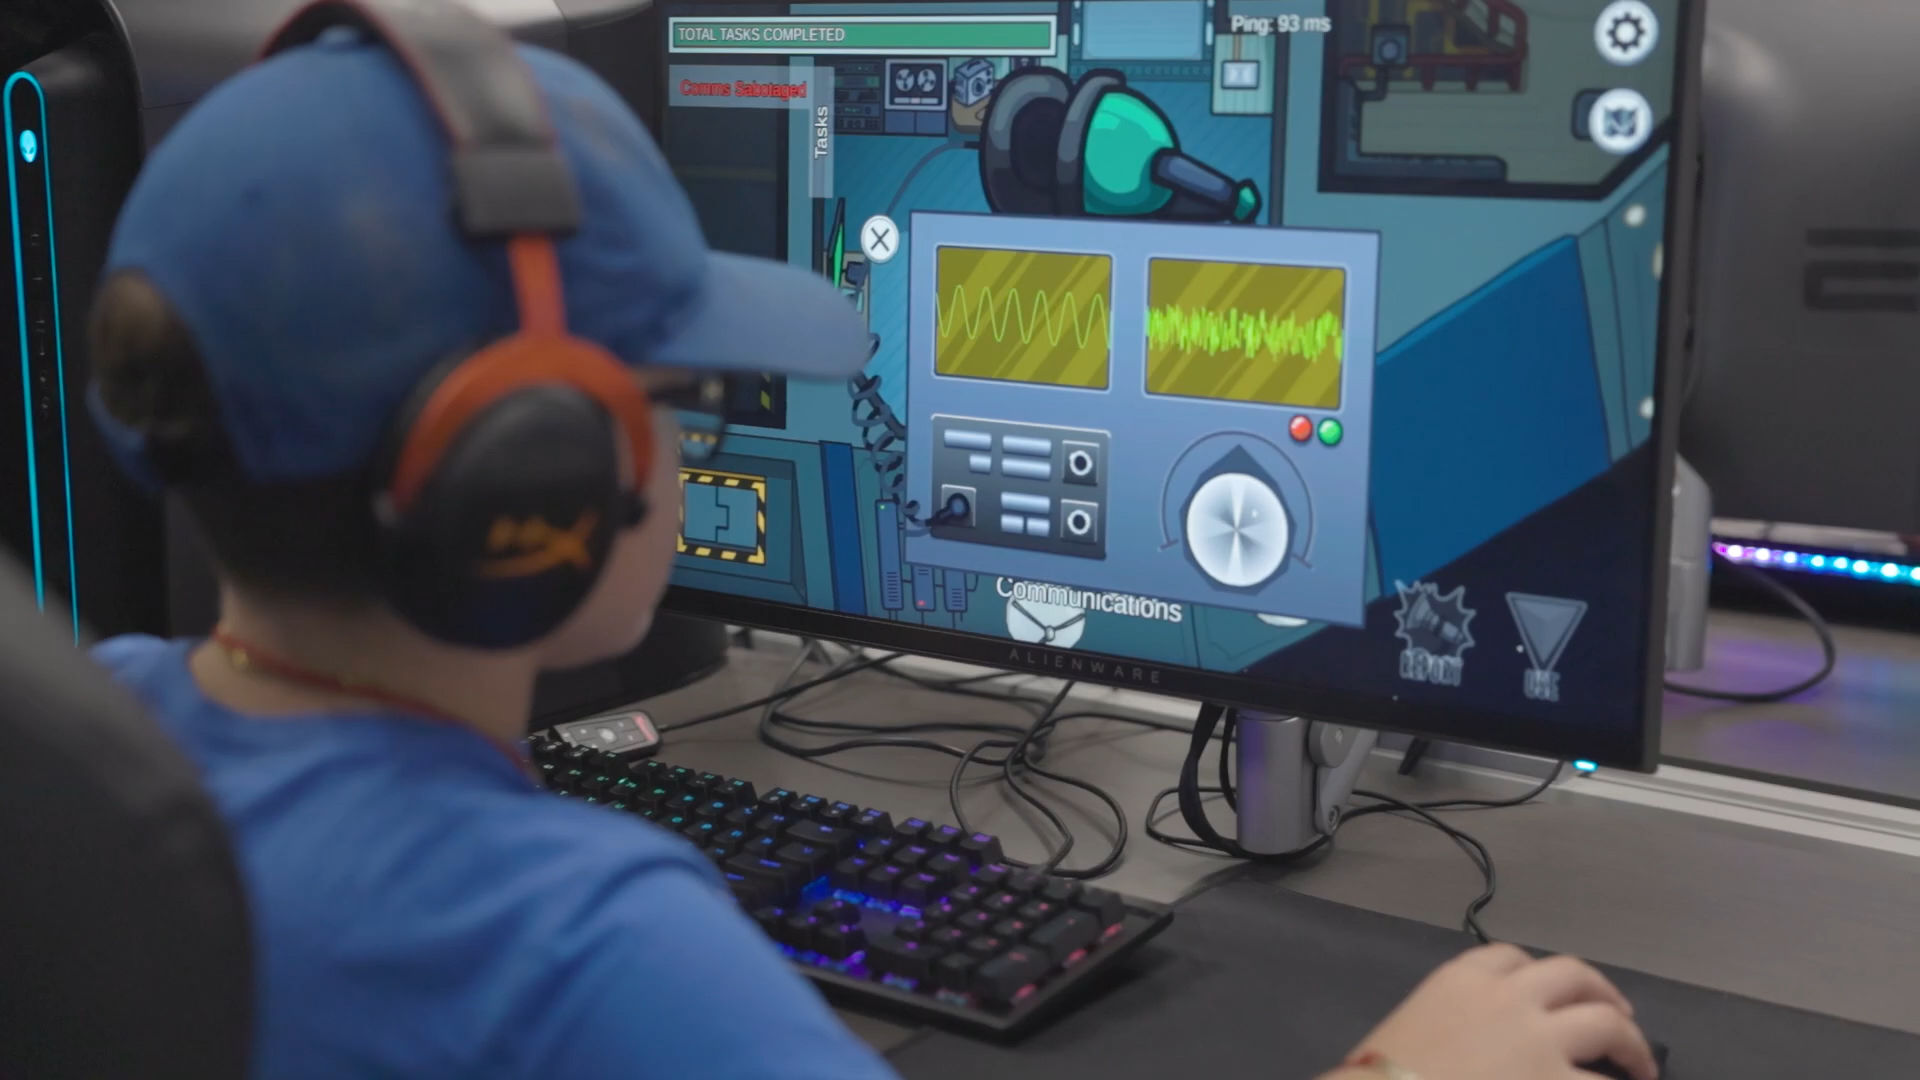 TOTAL TASKS COMPLETED
Ping: 93 ms
Comms Sabotaged
Tasks
Communications
REPORT
USE
ALIENWARE